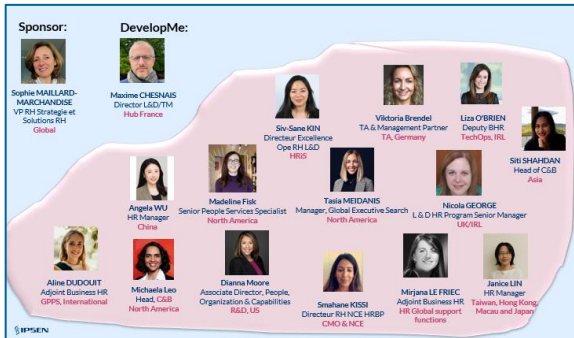 Sponsor:
DevelopMe:
Sophie MAILLARD-
MARCHANDISE
VP RH Strategie et
Solutions RH
Global
Maxime CHESNAIS
Director L&D/TM
Hub France
Siv-Sane KIN
Directeur Excellence
Ope RH L&D
HRiS
Viktoria Brendel
TA & Management Partner
TA, Germany
Liza O'BRIEN
Deputy BHR
TechOps, IRL
Siti SHAHDAN
Head of C&B
Asia
Angela WU
HR Manager
China
Madeline Fisk
Senior People Services Specialist
North America
Tasia MEIDANIS
Manager, Global Executive Search
North America
Nicola GEORGE
L & D HR Program Senior Manager
UK/IRL
Aline DUDOUIT
Adjoint Business HR
GPPS, International
Michaela Leo
Head, C&B
North America
Dianna Moore
Associate Director, People,
Organization & Capabilities
R&D, US
Smahane KISSI
Directeur RH NCE HRBP
CMO & NCE
Mirjana LE FRIEC
Adjoint Business HR
HR Global support
functions
Janice LIN
HR Manager
Taiwan, Hong Kong,
Macau and Japan
IPSEN